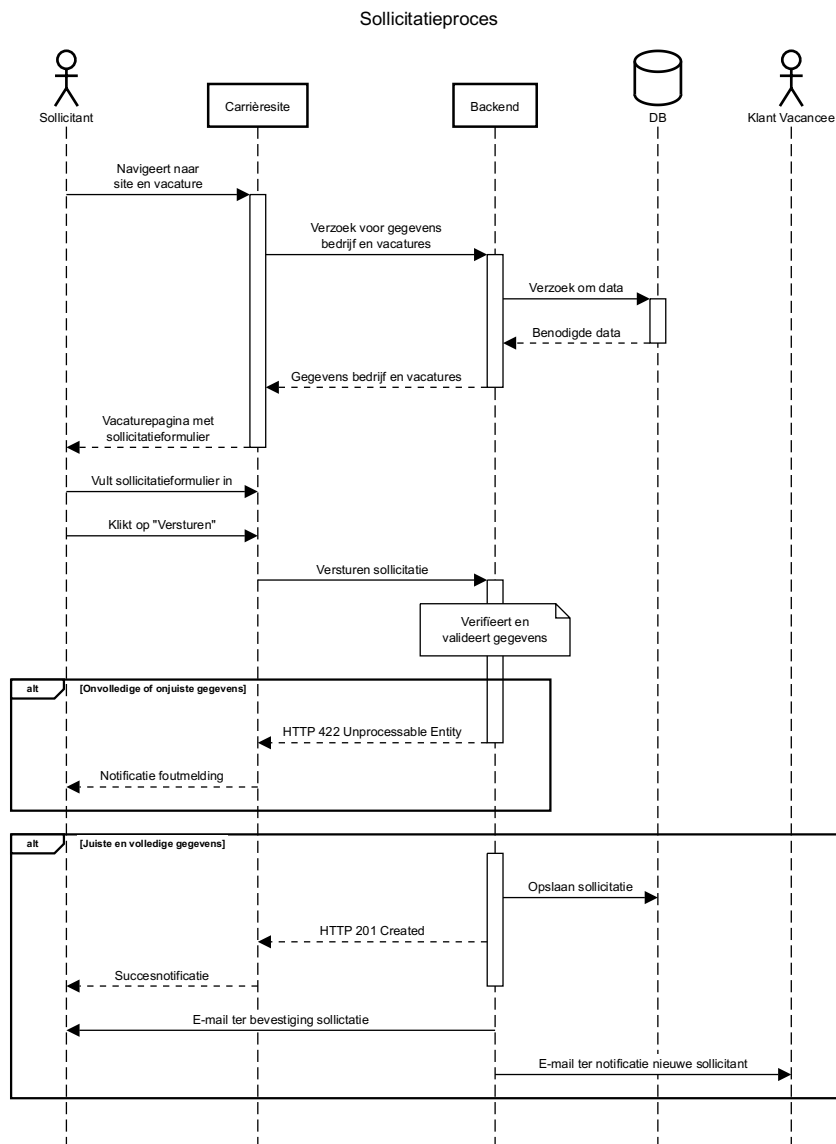 Sollicitatieproces
Sollicitant
Carrièresite
Backend
DB
Klant Vacancee
Navigeert naar
site en vacature
Verzoek voor gegevens
bedrijf en vacatures
Verzoek om data
Benodigde data
Gegevens bedrijf en vacatures
Vacaturepagina met
sollicitatieformulier
Vult sollicitatieformulier in
Klikt op "Versturen"
Versturen sollicitatie
Verifieert en
valideert gegevens
alt
[Onvolledige of onjuiste gegevens]
HTTP 422 Unprocessable Entity
Notificatie foutmelding
alt
[Juiste en volledige gegevens]
Opslaan sollicitatie
HTTP 201 Created
Succesnotificatie
E-mail ter bevestiging sollictatie
E-mail ter notificatie nieuwe sollicitant